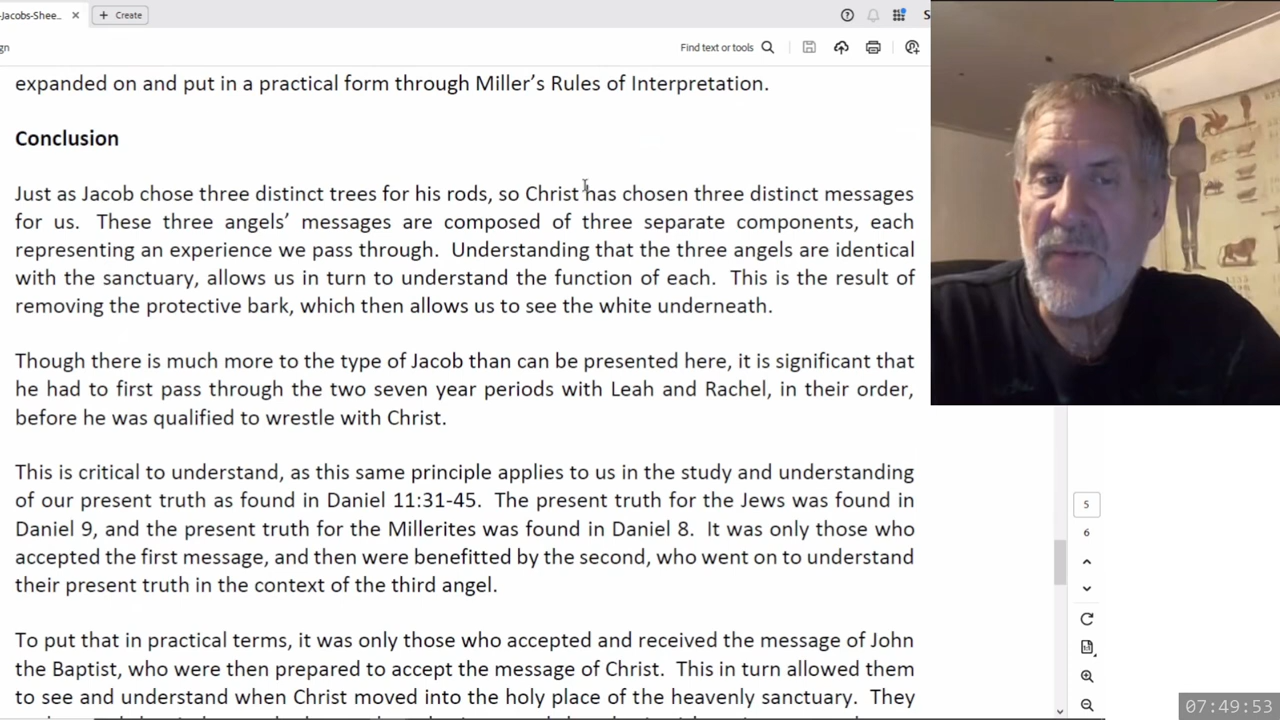 -Jacobs-Shee...
Create
gn
Find text or tools
expanded on and put in a practical form through Miller's Rules of Interpretation.
Conclusion
Just as Jacob chose three distinct trees for his rods, so Christ has chosen three distinct messages
for us.  These three angels' messages are composed of three separate components, each
representing an experience we pass through.  Understanding that the three angels are identical
with the sanctuary, allows us in turn to understand the function of each.  This is the result of
removing the protective bark, which then allows us to see the white underneath.
Though there is much more to the type of Jacob than can be presented here, it is significant that
he had to first pass through the two seven year periods with Leah and Rachel, in their order,
before he was qualified to wrestle with Christ.
This is critical to understand, as this same principle applies to us in the study and understanding
of our present truth as found in Daniel 11:31-45.  The present truth for the Jews was found in
Daniel 9, and the present truth for the Millerites was found in Daniel 8.  It was only those who
accepted the first message, and then were benefitted by the second, who went on to understand
their present truth in the context of the third angel.
To put that in practical terms, it was only those who accepted and received the message of John
the Baptist, who were then prepared to accept the message of Christ.  This in turn allowed them
to see and understand when Christ moved into the holy place of the heavenly sanctuary.  They
5
6
07:49:53